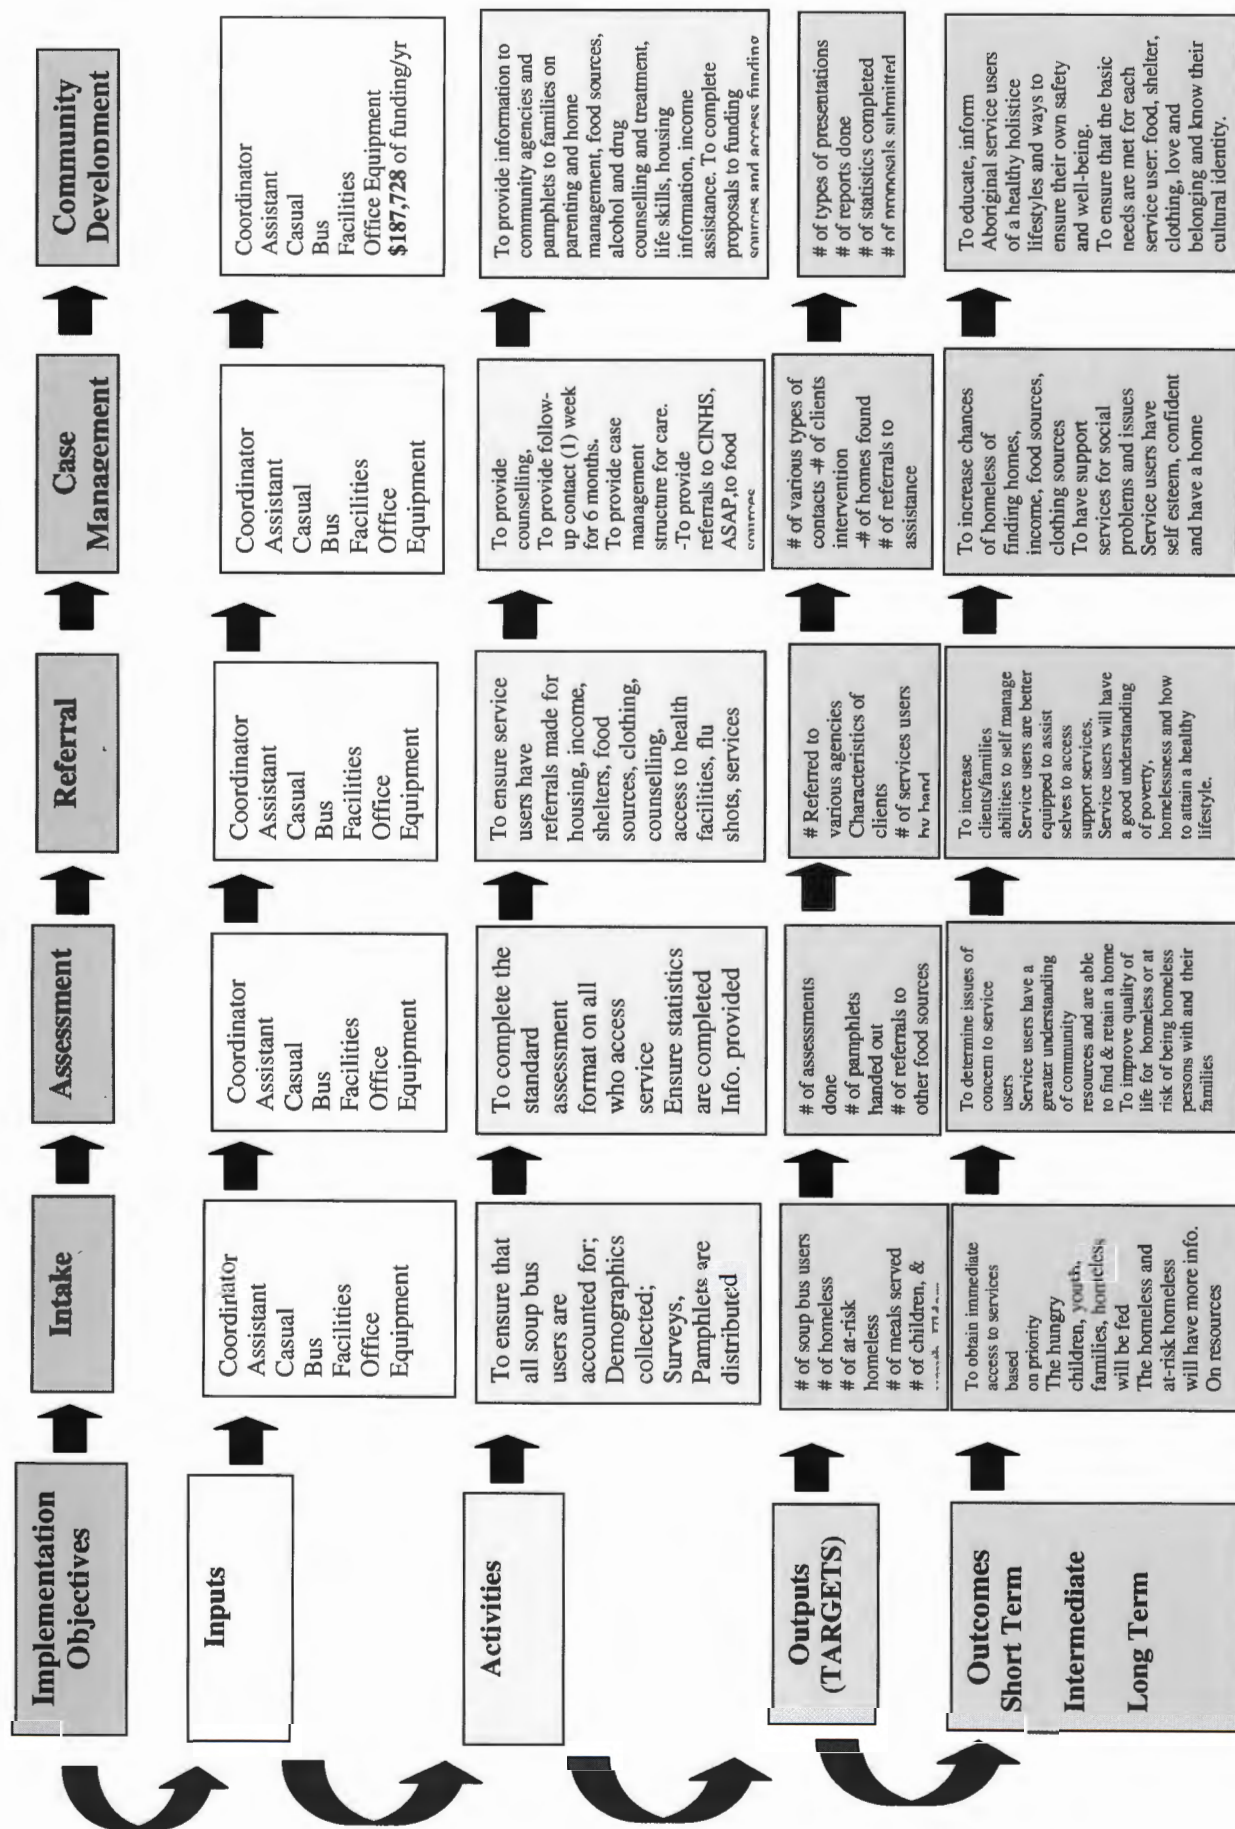 Implementation
Objectives
Intake
Assessment
Referral
Case
Management
Community
Development
Inputs
Coordinator
Assistant
Casual
Bus
Facilities
Office
Equipment
Coordinator
Assistant
Casual
Bus
Facilities
Office
Equipment
Coordinator
Assistant
Casual
Bus
Facilities
Office
Equipment
Coordinator
Assistant
Casual
Bus
Facilities
Office
Equipment
Coordinator
Assistant
Casual
Bus
Facilities
Office Equipment
$187,728 of funding/yr
Activities
To ensure that
all soup bus
users are
accounted for;
Demographics
collected;
Surveys,
Pamphlets are
distributed
To complete the
standard
assessment
format on all
who access
service
Ensure statistics
are completed
Info. provided
To ensure service
users have
referrals made for
housing, income,
shelters, food
sources, clothing,
counselling,
access to health
facilities, flu
shots, services
To provide
counselling,
To provide follow-
up contact (1) week
for 6 months.
To provide case
management
structure for care.
-To provide
referrals to CINHS,
ASAP,to food
sources
To provide information to
community agencies and
pamphlets to families on
parenting and home
management, food sources,
alcohol and drug
counselling and treatment,
life skills, housing
information, income
assistance. To complete
proposals to funding
sources and access funding
Outputs
(TARGETS)
# of soup bus users
# of homeless
# of at-risk
homeless
# of meals served
# of children, &
# of assessments
done
# of pamphlets
handed out
# of referrals to
other food sources
# Referred to
various agencies
Characteristics of
clients
# of services users
by hand
# of various types of
contacts -# of clients
intervention
-# of homes found
# of referrals to
assistance
# of types of presentations
# of reports done
# of statistics completed
# of proposals submitted
Outcomes
Short Term
Intermediate
Long Term
To obtain immediate
access to services
based
on priority
The hungry
children, youth,
families, homeless
will be fed
The homeless and
at-risk homeless
will have more info.
On resources
To determine issues of
concern to service
users
Service users have a
greater understanding
of community
resources and are able
to find & retain a home
To improve quality of
life for homeless or at
risk of being homeless
persons with and their
families
To increase
clients/families
abilities to self manage
Service users are better
equipped to assist
selves to access
support services.
Service users will have
a good understanding
of poverty,
homelessness and how
to attain a healthy
lifestyle.
To increase chances
of homeless of
finding homes,
income, food sources,
clothing sources
To have support
services for social
problems and issues
Service users have
self esteem, confident
and have a home
To educate, inform
Aboriginal service users
of a healthy holistice
lifestyles and ways to
ensure their own safety
and well-being.
To ensure that the basic
needs are met for each
service user: food, shelter,
clothing, love and
belonging and know their
cultural identity.